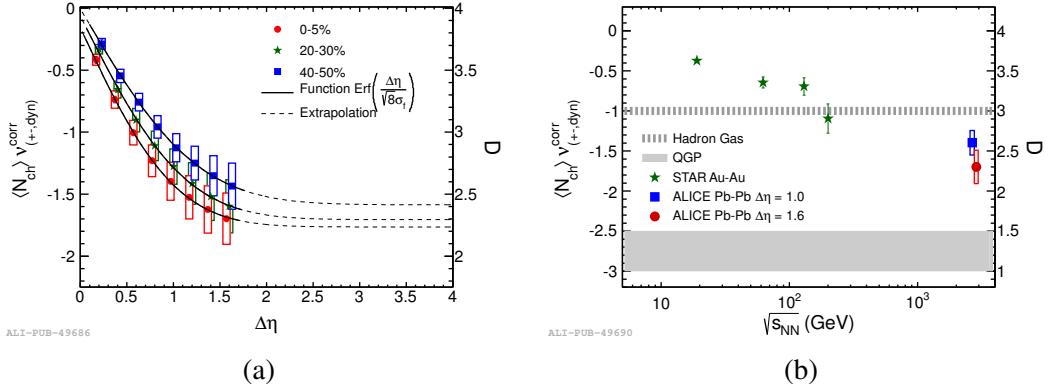 0-5%
20-30%
40-50%
Function Erf(Δη/√8σ_f)
Extrapolation
⟨N_ch⟩ ν^corr_(+-,dyn)
0
-0.5
-1
-1.5
-2
4
3.5
3
2.5
2
D
0 0.5 1 1.5 2 2.5 3 3.5 4
Δη
ALI-PUB-49686
(a)
⟨N_ch⟩ ν^corr_(+-,dyn)
0.5
0
-0.5
-1
-1.5
-2
-2.5
-3
4
3.5
3
2.5
2
1.5
1
D
Hadron Gas
QGP
STAR Au-Au
ALICE Pb-Pb Δη = 1.0
ALICE Pb-Pb Δη = 1.6
10 10² 10³
√s_NN (GeV)
ALI-PUB-49690
(b)